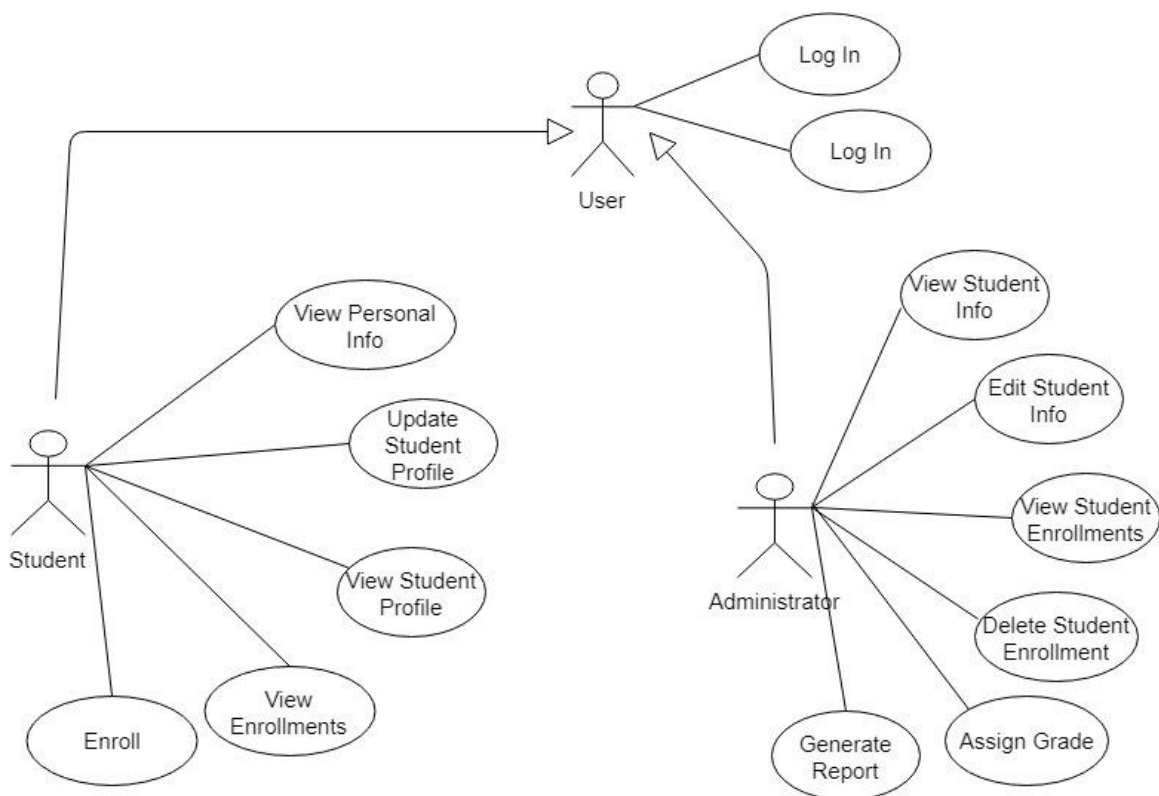 Log In
Log In
User
View Personal
Info
Update
Student
Profile
Student
View Student
Profile
View
Enrollments
Enroll
View Student
Info
Edit Student
Info
View Student
Enrollments
Administrator
Delete Student
Enrollment
Assign Grade
Generate
Report